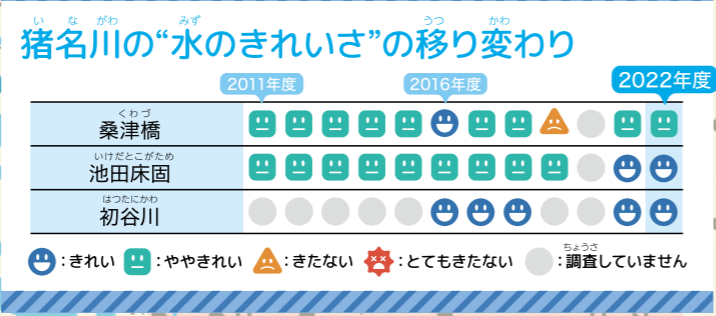 い な がわ みず うつ かわ
猪名川の“水のきれいさ”の移り変わり
2011年度 2016年度 2022年度
くわづ
桑津橋
いけだとこがため
池田床固
はつたにかわ
初谷川
ちょうさ
:きれい :ややきれい :きたない :とてもきたない :調査していません